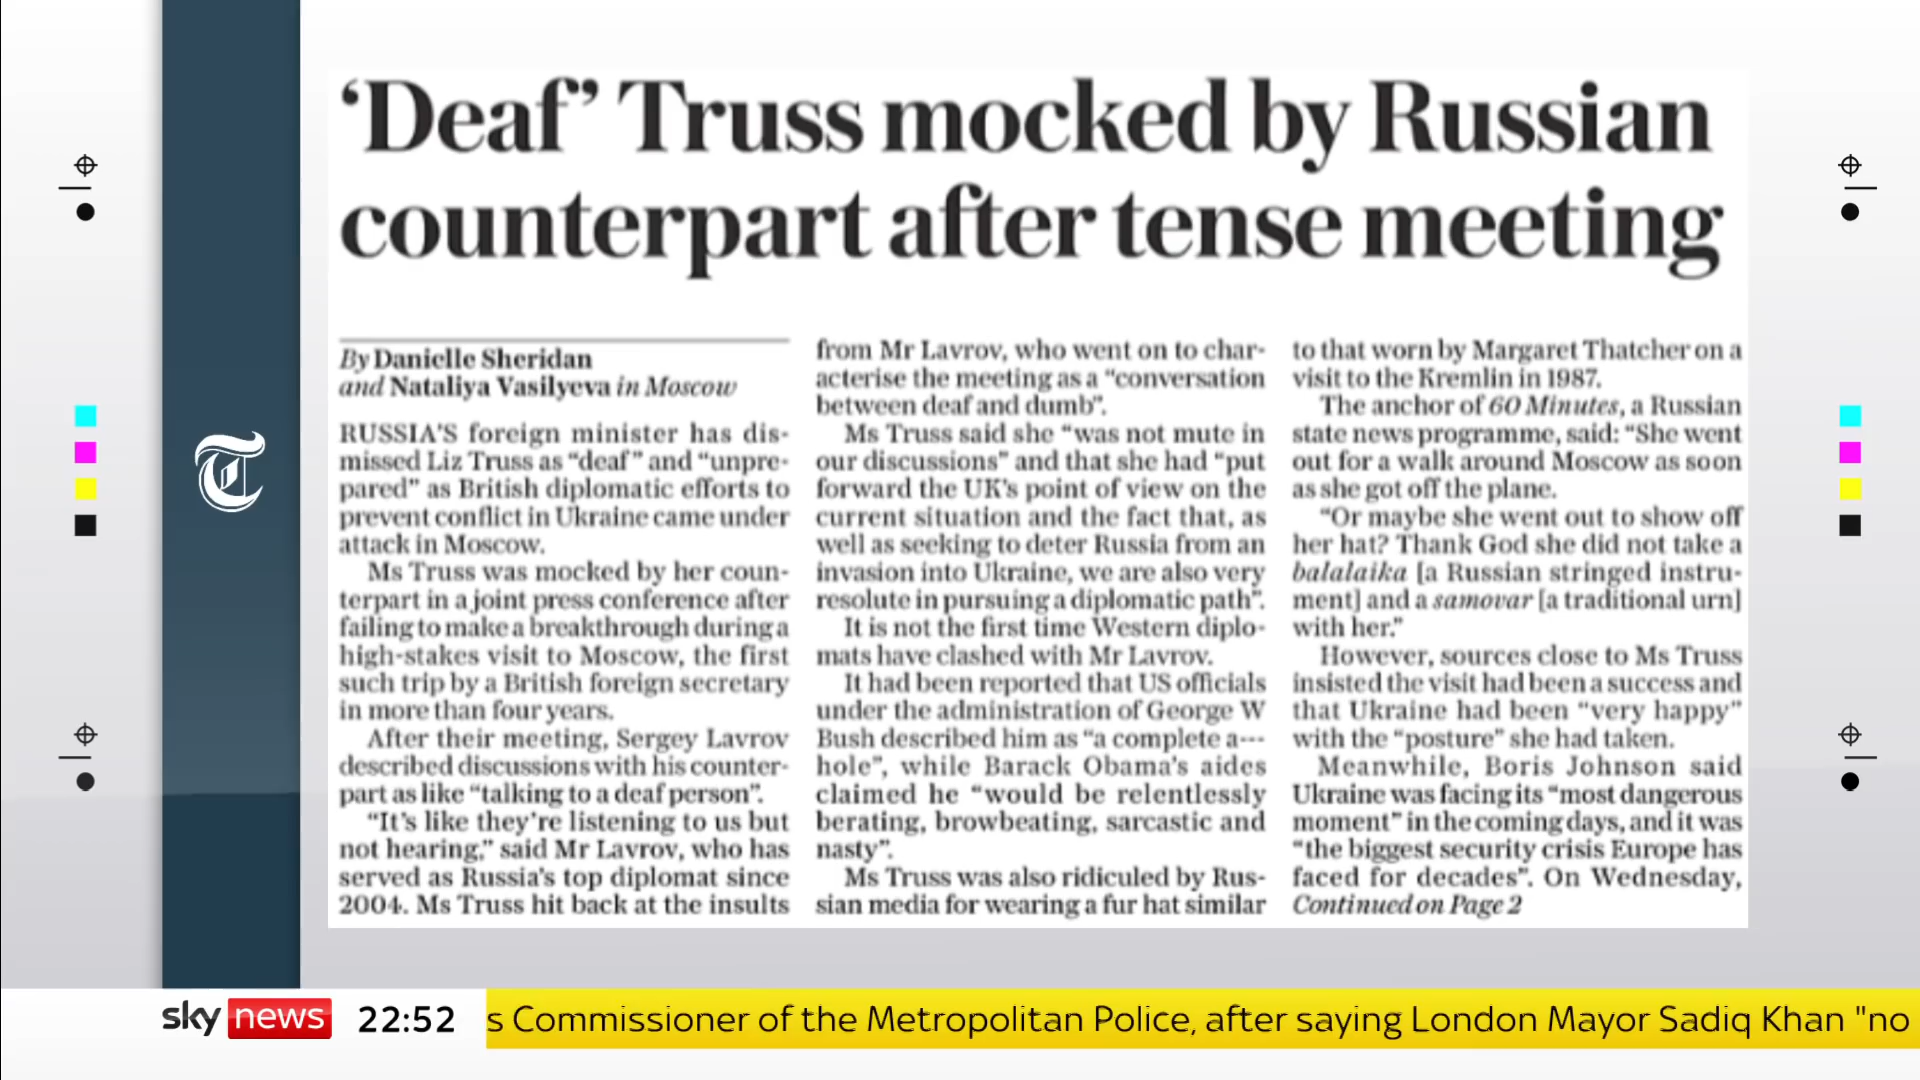 ‘Deaf’ Truss mocked by Russian
counterpart after tense meeting
By Danielle Sheridan
and Nataliya Vasilyeva in Moscow
RUSSIA’S foreign minister has dis-
missed Liz Truss as “deaf” and “unpre-
pared” as British diplomatic efforts to
prevent conflict in Ukraine came under
attack in Moscow.
Ms Truss was mocked by her coun-
terpart in a joint press conference after
failing to make a breakthrough during a
high-stakes visit to Moscow, the first
such trip by a British foreign secretary
in more than four years.
After their meeting, Sergey Lavrov
described discussions with his counter-
part as like “talking to a deaf person”.
“It’s like they’re listening to us but
not hearing,” said Mr Lavrov, who has
served as Russia’s top diplomat since
2004. Ms Truss hit back at the insults
from Mr Lavrov, who went on to char-
acterise the meeting as a “conversation
between deaf and dumb”.
Ms Truss said she “was not mute in
our discussions” and that she had “put
forward the UK’s point of view on the
current situation and the fact that, as
well as seeking to deter Russia from an
invasion into Ukraine, we are also very
resolute in pursuing a diplomatic path”.
It is not the first time Western diplo-
mats have clashed with Mr Lavrov.
It had been reported that US officials
under the administration of George W
Bush described him as “a complete a---
hole”, while Barack Obama’s aides
claimed he “would be relentlessly
berating, browbeating, sarcastic and
nasty”.
Ms Truss was also ridiculed by Rus-
sian media for wearing a fur hat similar
to that worn by Margaret Thatcher on a
visit to the Kremlin in 1987.
The anchor of 60 Minutes, a Russian
state news programme, said: “She went
out for a walk around Moscow as soon
as she got off the plane.
“Or maybe she went out to show off
her hat? Thank God she did not take a
balalaika [a Russian stringed instru-
ment] and a samovar [a traditional urn]
with her.”
However, sources close to Ms Truss
insisted the visit had been a success and
that Ukraine had been “very happy”
with the “posture” she had taken.
Meanwhile, Boris Johnson said
Ukraine was facing its “most dangerous
moment” in the coming days, and it was
“the biggest security crisis Europe has
faced for decades”. On Wednesday,
Continued on Page 2
T
sky news 22:52 s Commissioner of the Metropolitan Police, after saying London Mayor Sadiq Khan "no